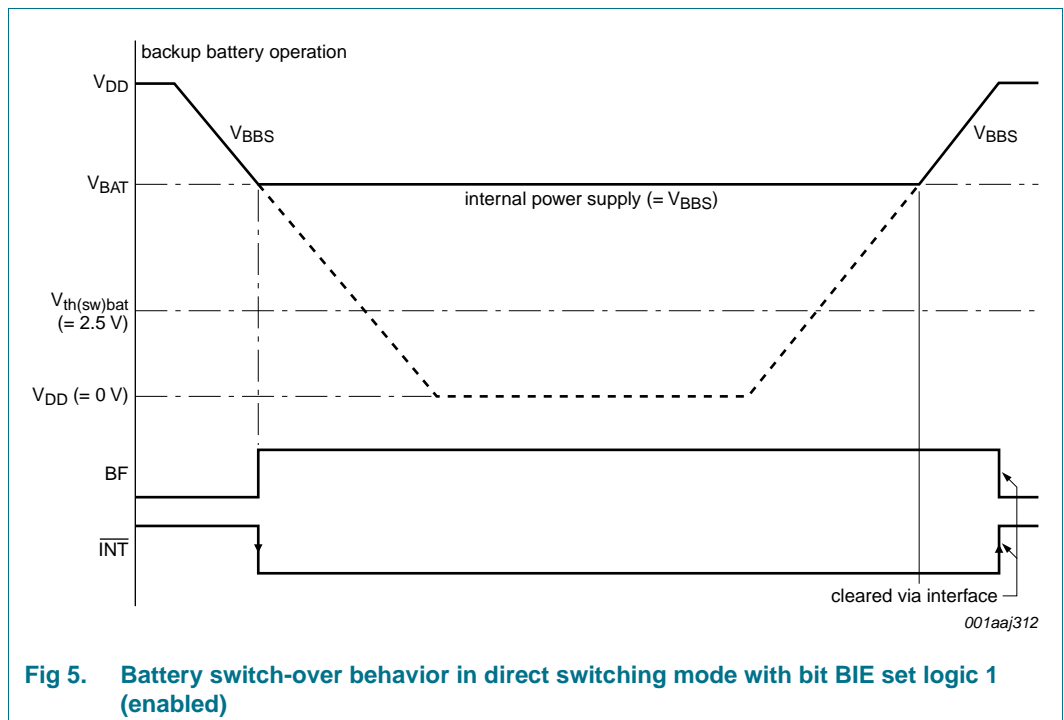 backup battery operation
VDD
VBBS
VBBS
VBAT
internal power supply (= VBBS)
Vth(sw)bat
(= 2.5 V)
VDD (= 0 V)
BF
INT
cleared via interface
001aaj312
Fig 5. Battery switch-over behavior in direct switching mode with bit BIE set logic 1
(enabled)